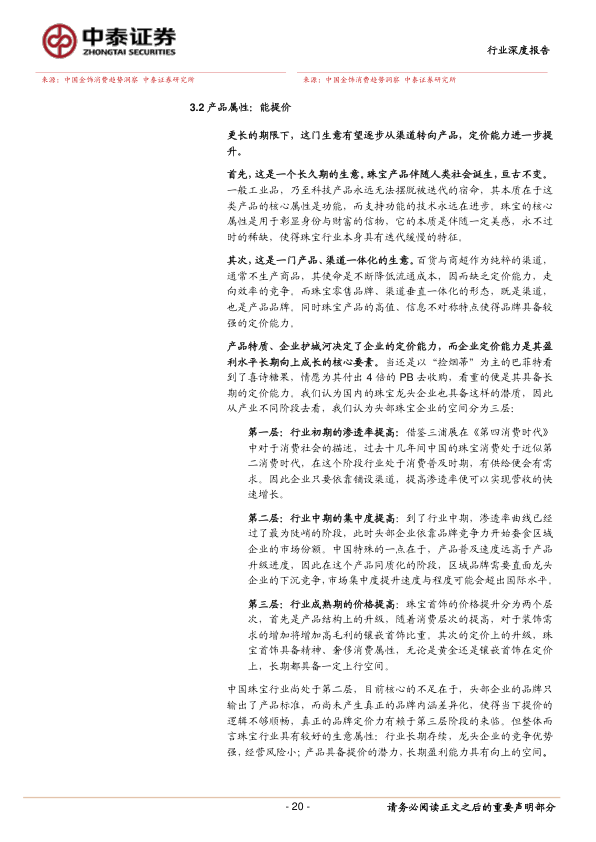 中泰证券
ZHONGTAI SECURITIES
行业深度报告
来源：中国金饰消费趋势洞察 中泰证券研究所
来源：中国金饰消费趋势洞察 中泰证券研究所
3.2 产品属性：能提价
更长的期限下，这门生意有望逐步从渠道转向产品，定价能力进一步提
升。
首先，这是一个长久期的生意。珠宝产品伴随人类社会诞生，亘古不变。
一般工业品，乃至科技产品永远无法摆脱被迭代的宿命，其本质在于这
类产品的核心属性是功能，而支持功能的技术永远在进步。珠宝的核心
属性是用于彰显身份与财富的信物，它的本质是伴随一定美感，永不过
时的稀缺，使得珠宝行业本身具有迭代缓慢的特征。
其次，这是一门产品、渠道一体化的生意。百货与商超作为纯粹的渠道，
通常不生产商品，其使命是不断降低流通成本，因而缺乏定价能力，走
向效率的竞争。而珠宝零售品牌，渠道垂直一体化的形态，既是渠道，
也是产品品牌。同时珠宝产品的高值、信息不对称特点使得品牌具备较
强的定价能力。
产品特质、企业护城河决定了企业的定价能力，而企业定价能力是其盈
利水平长期向上成长的核心要素。当还是以“捡烟蒂”为主的巴菲特看
到了喜诗糖果，情愿为其付出 4 倍的 PB 去收购，看重的便是其具备长
期的定价能力。我们认为国内的珠宝龙头企业也具备这样的潜质，因此
从产业不同阶段去看，我们认为头部珠宝企业的空间分为三层：
第一层：行业初期的渗透率提高：借鉴三浦展在《第四消费时代》
中对于消费社会的描述，过去十几年间中国的珠宝消费处于近似第
二消费时代，在这个阶段行业处于消费普及时期，有供给便会有需
求。因此企业只要依靠铺设渠道，提高渗透率便可以实现营收的快
速增长。
第二层：行业中期的集中度提高：到了行业中期，渗透率曲线已经
过了最为陡峭的阶段，此时头部企业依靠品牌竞争力开始蚕食区域
企业的市场份额。中国特殊的一点在于，产品普及速度远高于产品
升级进度，因此在这个产品同质化的阶段，区域品牌需要直面龙头
企业的下沉竞争，市场集中度提升速度与程度可能会超出国际水平。
第三层：行业成熟期的价格提高：珠宝首饰的价格提升分为两个层
次，首先是产品结构上的升级，随着消费层次的提高，对于装饰需
求的增加将增加高毛利的镶嵌首饰比重。其次的定价上的升级，珠
宝首饰具备精神、奢侈消费属性，无论是黄金还是镶嵌首饰在定价
上，长期都具备一定上行空间。
中国珠宝行业尚处于第二层，目前核心的不足在于，头部企业的品牌只
输出了产品标准，而尚未产生真正的品牌内涵差异化，使得当下提价的
逻辑不够顺畅，真正的品牌定价力有赖于第三层阶段的来临。但整体而
言珠宝行业具有较好的生意属性：行业长期存续，龙头企业的竞争优势
强，经营风险小；产品具备提价的潜力，长期盈利能力具有向上的空间。
- 20 -
请务必阅读正文之后的重要声明部分